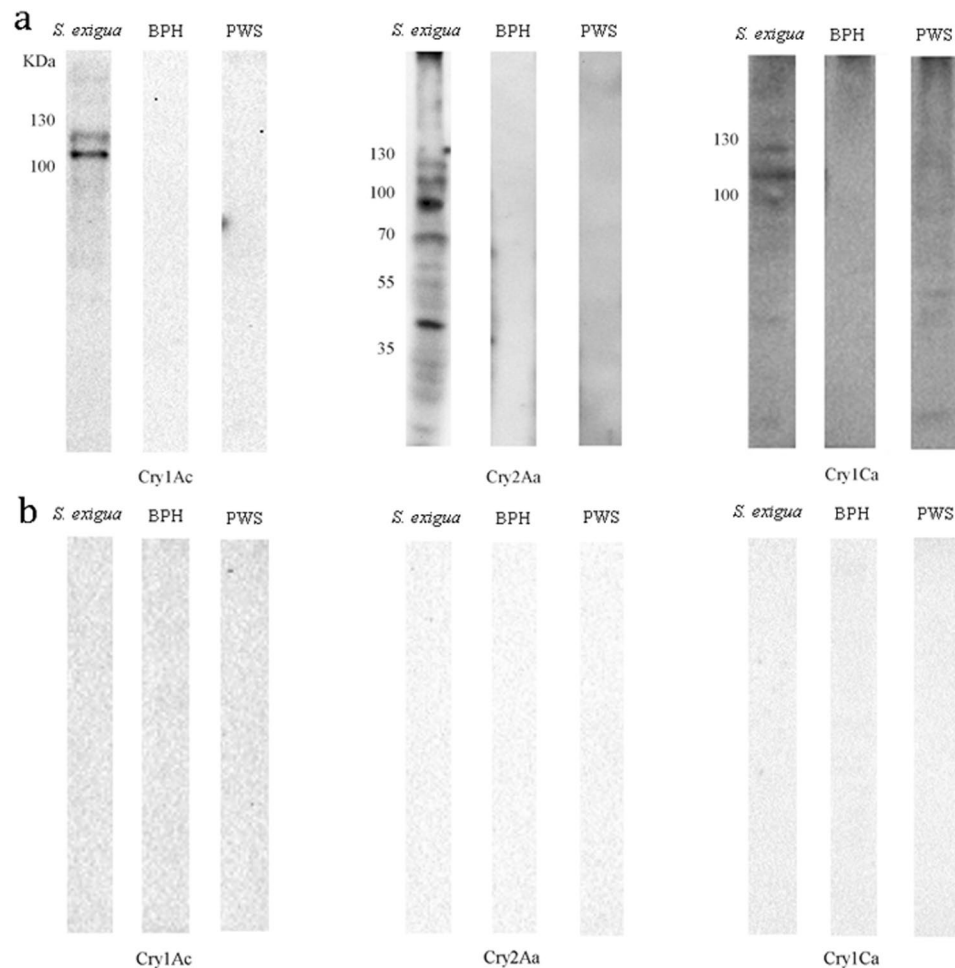 a
S. exigua BPH PWS
KDa
130
100
Cry1Ac
S. exigua BPH PWS
130
100
70
55
35
Cry2Aa
S. exigua BPH PWS
130
100
Cry1Ca
b
S. exigua BPH PWS
Cry1Ac
S. exigua BPH PWS
Cry2Aa
S. exigua BPH PWS
Cry1Ca